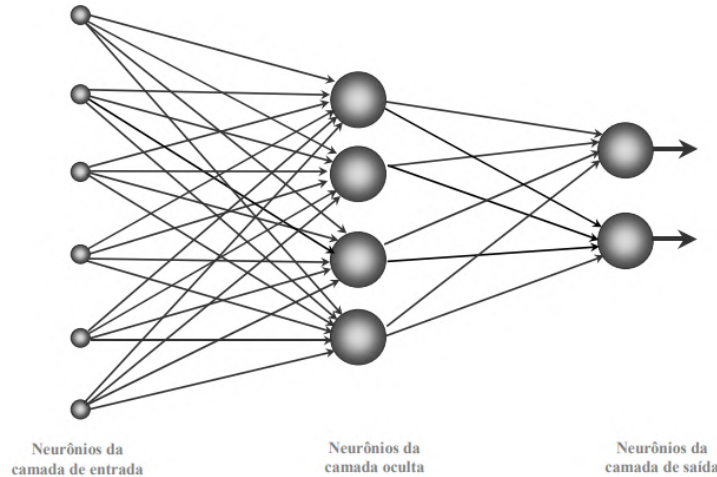 Neurônios da
camada de entrada
Neurônios da
camada oculta
Neurônios da
camada de saída